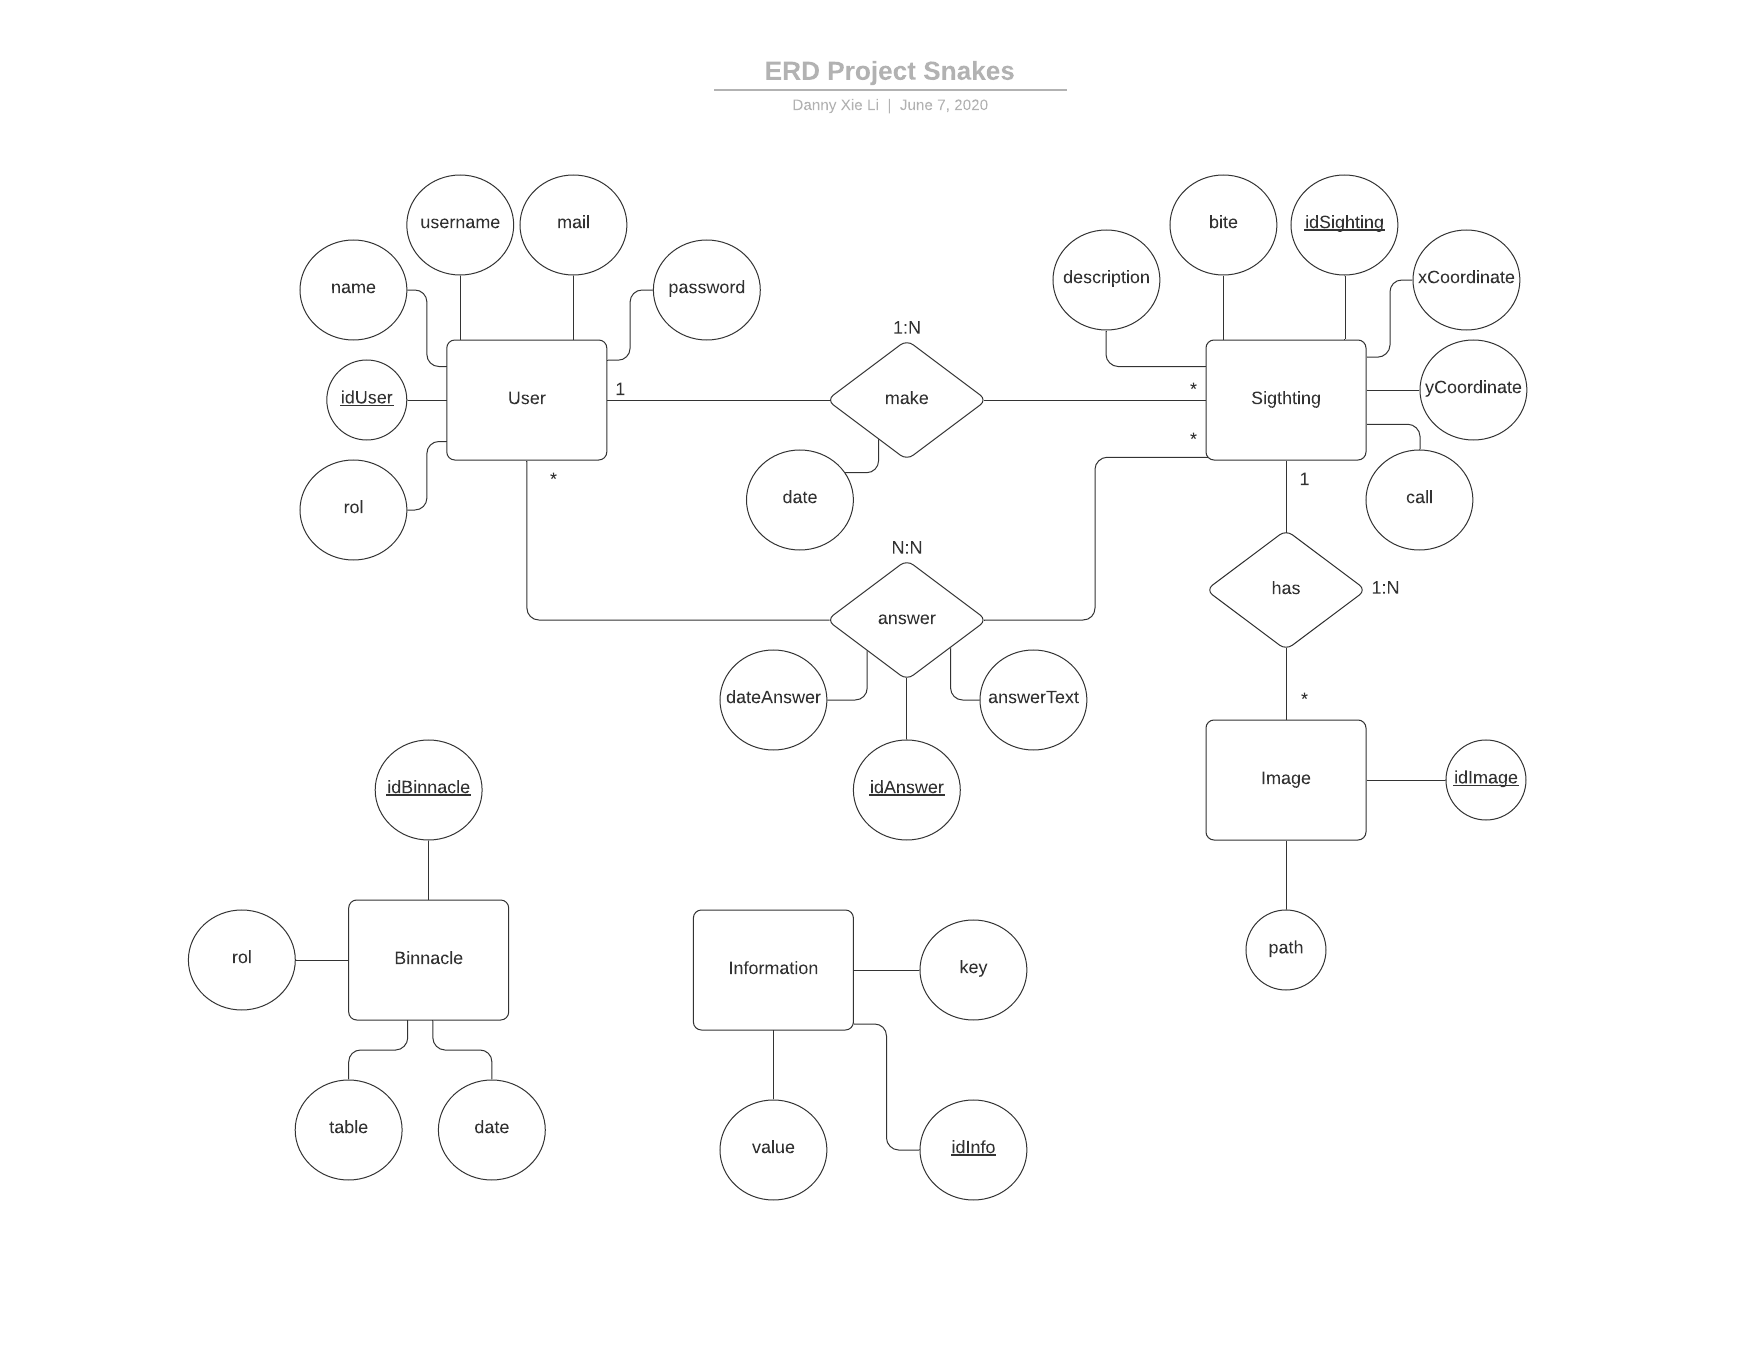 ERD Project Snakes
Danny Xie Li | June 7, 2020
username
mail
bite
idSighting
name
password
description
xCoordinate
1:N
idUser
User
1
make
*
Sigthting
yCoordinate
*
*
1
rol
date
call
N:N
answer
has
1:N
dateAnswer
answerText
*
idBinnacle
idAnswer
Image
idImage
rol
Binnacle
Information
key
path
table
date
value
idInfo